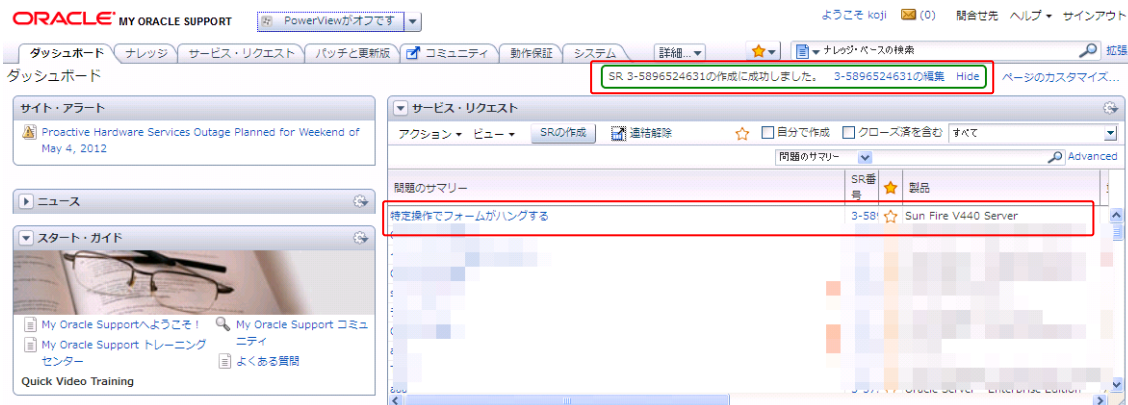 ORACLE MY ORACLE SUPPORT
PowerViewがオフです
ようこそ koji (0) 問合せ先 ヘルプ サインアウト
ダッシュボード ナレッジ サービス・リクエスト パッチと更新版 コミュニティ 動作保証 システム 詳細... ナレッジ・ベースの検索 拡張
ダッシュボード
SR 3-5896524631の作成に成功しました。 3-5896524631の編集 Hide
ページのカスタマイズ...
サイト・アラート
Proactive Hardware Services Outage Planned for Weekend of
May 4, 2012
ニュース
スタート・ガイド
My Oracle Supportへようこそ！
My Oracle Support コミュ
ニティ
My Oracle Support トレーニング
センター
よくある質問
Quick Video Training
サービス・リクエスト
アクション ビュー SRの作成 連結解除 自分で作成 クローズ済を含む すべて
問題のサマリー Advanced
問題のサマリー
SR番
号
製品
特定操作でフォームがハングする 3-58 Sun Fire V440 Server